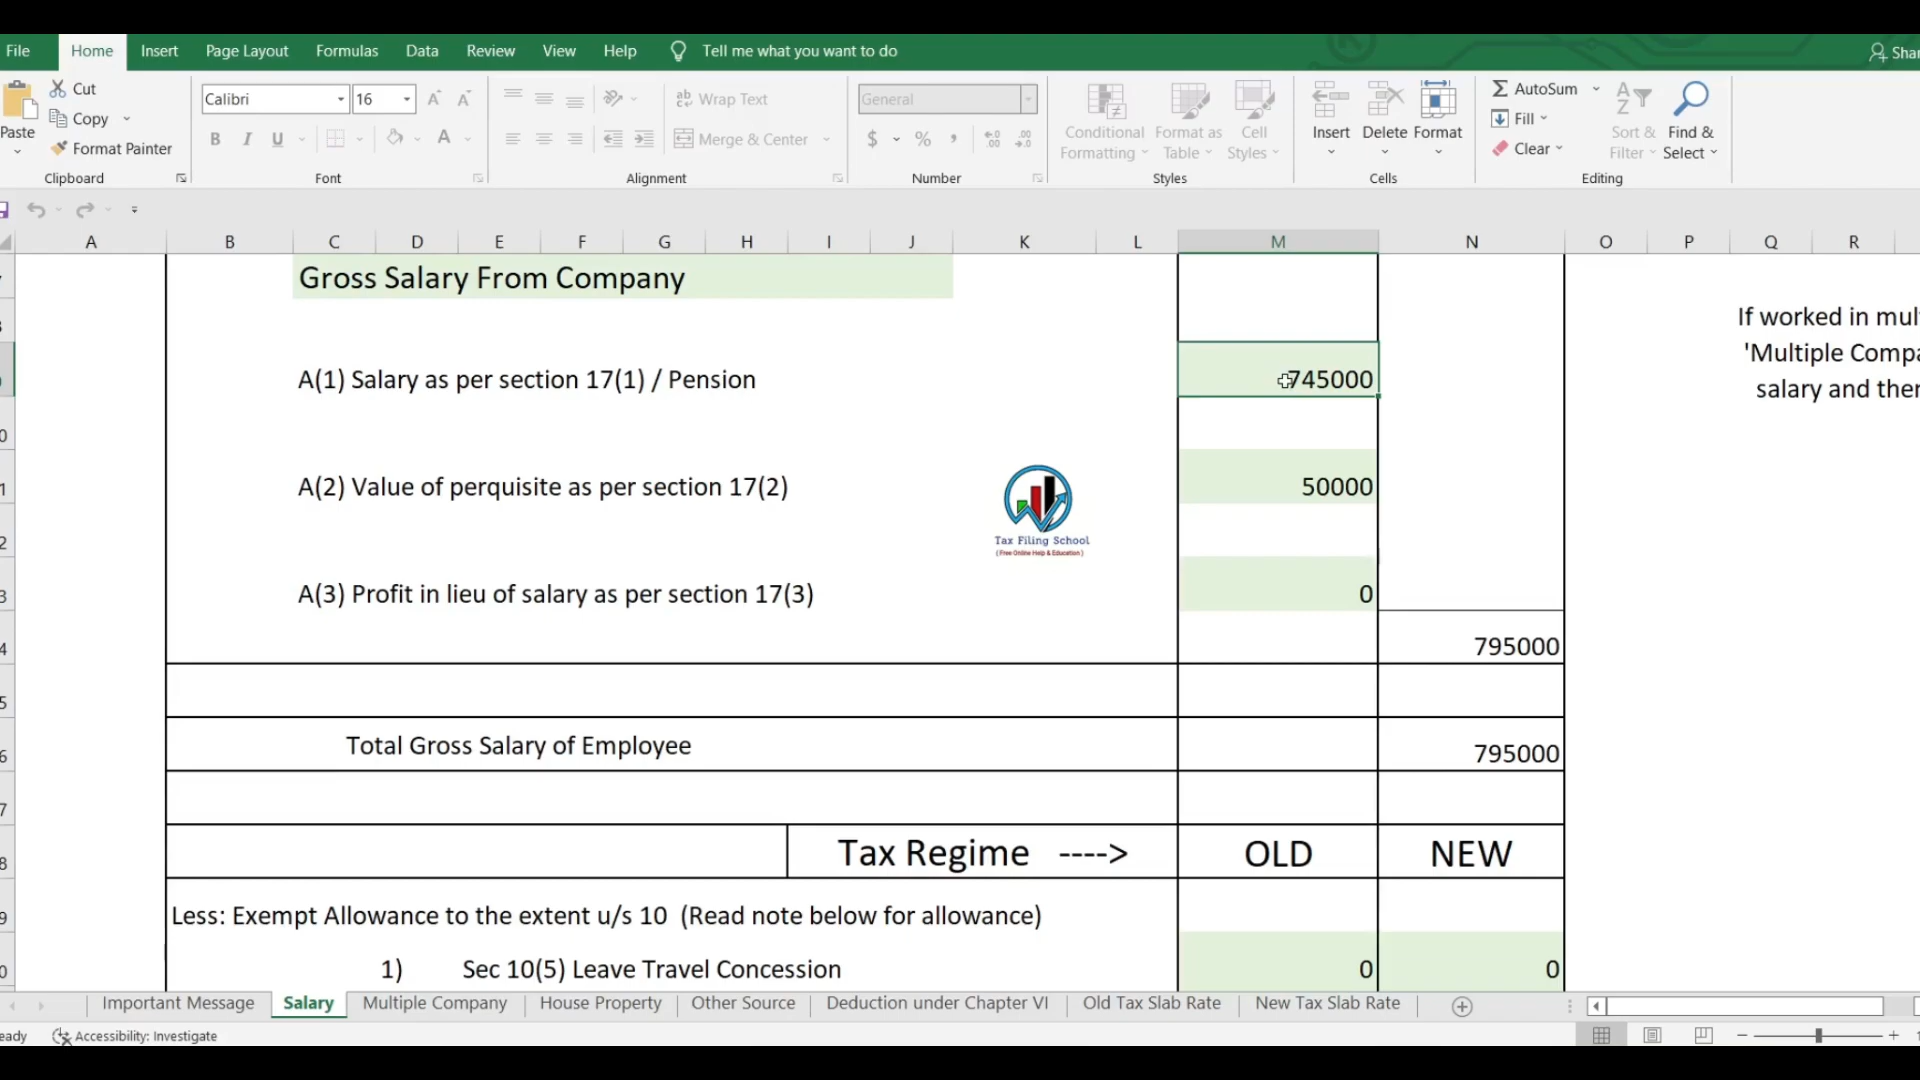 File Home Insert Page Layout Formulas Data Review View Help Tell me what you want to do
Cut
Copy
Format Painter
Paste
Clipboard
Calibri 16
B I U A
Font
Wrap Text
Merge & Center
Alignment
General
$ % ,
Number
Conditional Formatting
Format as Table
Cell Styles
Styles
Insert Delete Format
Cells
AutoSum
Fill
Clear
Sort & Filter
Find & Select
Editing
A B C D E F G H I J K L M N O P Q R
Gross Salary From Company
If worked in
A(1) Salary as per section 17(1) / Pension 745000
'Multiple
salary and
A(2) Value of perquisite as per section 17(2) 50000
Tax Filing School
( Free Online Help & Education )
A(3) Profit in lieu of salary as per section 17(3) 0
795000
Total Gross Salary of Employee 795000
Tax Regime ----> OLD NEW
Less: Exempt Allowance to the extent u/s 10 (Read note below for allowance)
1) Sec 10(5) Leave Travel Concession 0 0
Important Message Salary Multiple Company House Property Other Source Deduction under Chapter VI Old Tax Slab Rate New Tax Slab Rate
Accessibility: Investigate